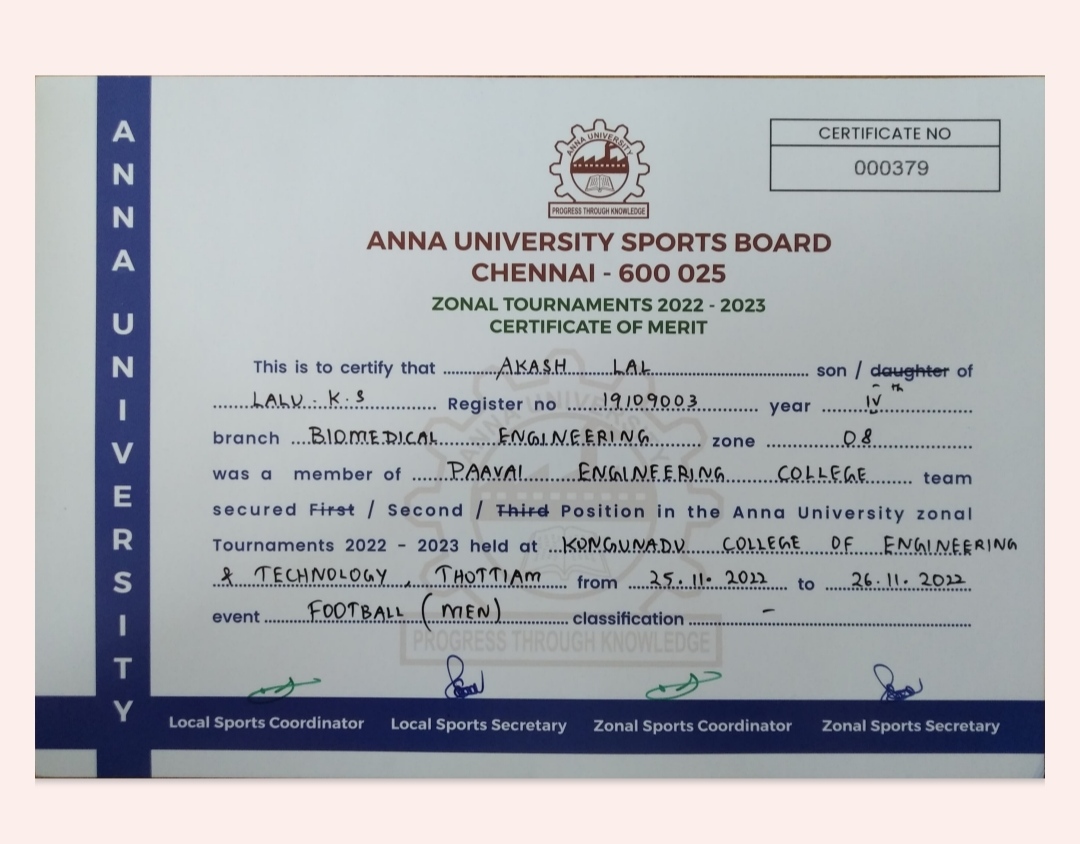 ANNA UNIVERSITY
ANNA UNIVERSITY
PROGRESS THROUGH KNOWLEDGE
CERTIFICATE NO
000379
ANNA UNIVERSITY SPORTS BOARD
CHENNAI - 600 025
ZONAL TOURNAMENTS 2022 - 2023
CERTIFICATE OF MERIT
This is to certify that AKASH LAL son / daughter of
LALU . K . S Register no 19109003 year IVth
branch BIOMEDICAL ENGINEERING zone 08
was a member of PAAVAI ENGINEERING COLLEGE team
secured First / Second / Third Position in the Anna University zonal
Tournaments 2022 - 2023 held at KONGUNADU COLLEGE OF ENGINEERING
& TECHNOLOGY , THOTTIAM from 25.11.2022 to 26.11.2022
event FOOTBALL (MEN) classification -
ANNA UNIVERSITY
PROGRESS THROUGH KNOWLEDGE
Local Sports Coordinator Local Sports Secretary Zonal Sports Coordinator Zonal Sports Secretary